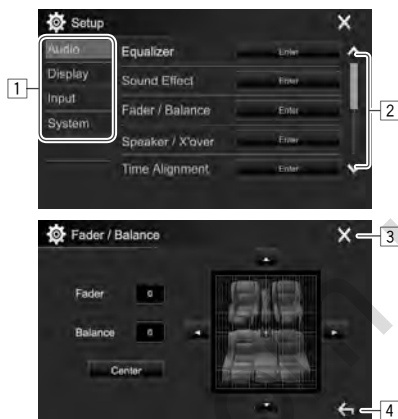 Setup
Audio
Display
Input
System
Equalizer Enter
Sound Effect Enter
Fader / Balance Enter
Speaker / X'over Enter
Time Alignment Enter
1
2
Fader / Balance
3
Fader 0
Balance 0
Center
4